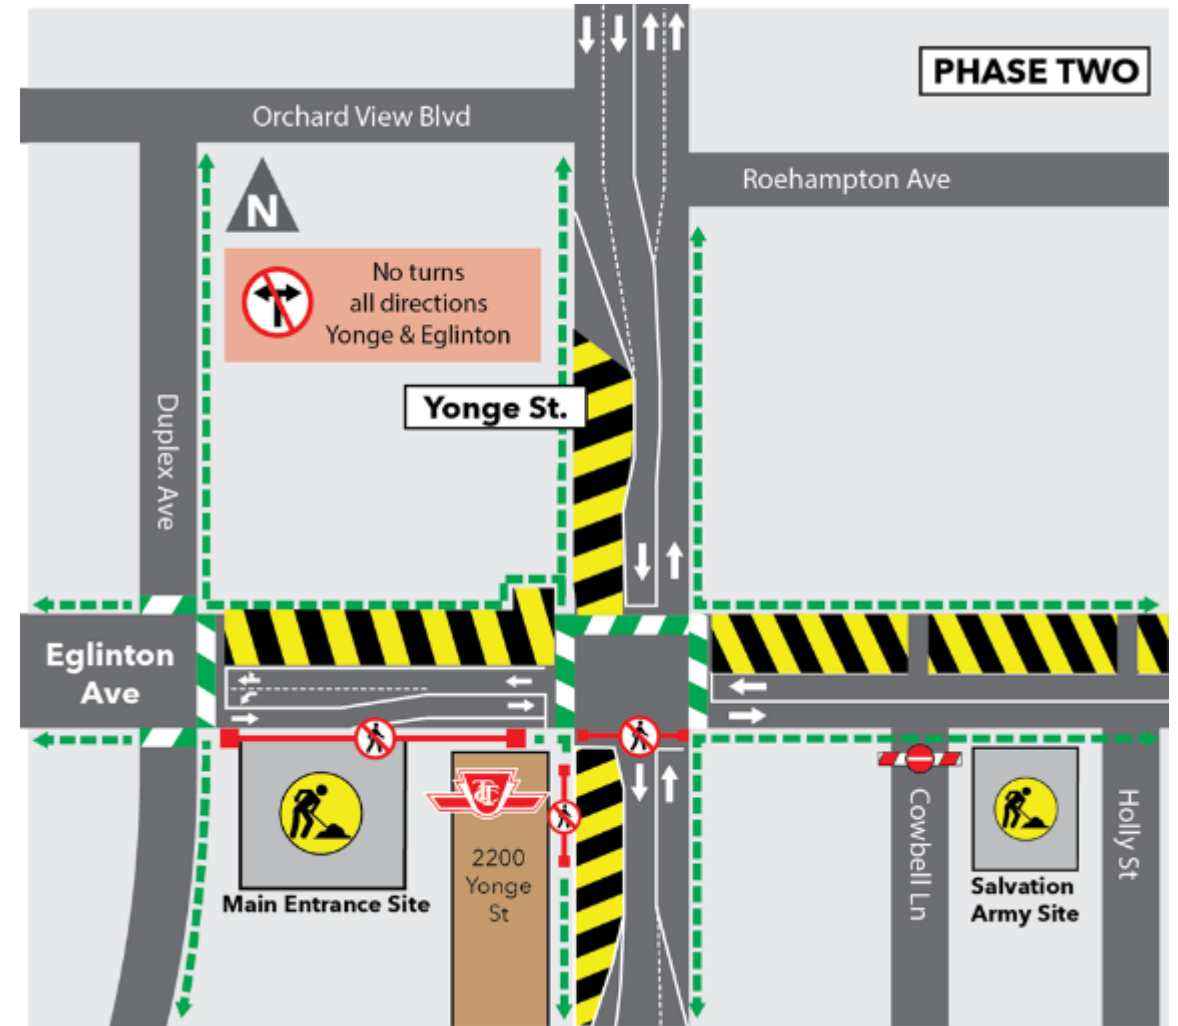 PHASE TWO
Orchard View Blvd
Roehampton Ave
N
No turns
all directions
Yonge & Eglinton
Yonge St.
Duplex Ave
Eglinton
Ave
TTC
2200
Yonge
St
Main Entrance Site
Cowbell Ln
Salvation
Army Site
Holly St